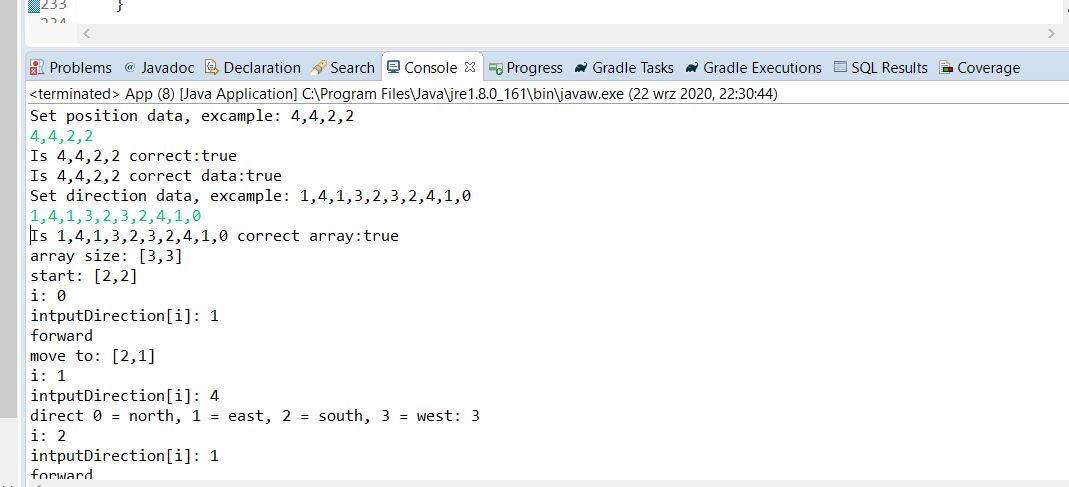 233 }
234
Problems @ Javadoc Declaration Search Console Progress Gradle Tasks Gradle Executions SQL Results Coverage
<terminated> App (8) [Java Application] C:\Program Files\Java\jre1.8.0_161\bin\javaw.exe (22 wrz 2020, 22:30:44)
Set position data, excample: 4,4,2,2
4,4,2,2
Is 4,4,2,2 correct:true
Is 4,4,2,2 correct data:true
Set direction data, excample: 1,4,1,3,2,3,2,4,1,0
1,4,1,3,2,3,2,4,1,0
Is 1,4,1,3,2,3,2,4,1,0 correct array:true
array size: [3,3]
start: [2,2]
i: 0
intputDirection[i]: 1
forward
move to: [2,1]
i: 1
intputDirection[i]: 4
direct 0 = north, 1 = east, 2 = south, 3 = west: 3
i: 2
intputDirection[i]: 1
forward